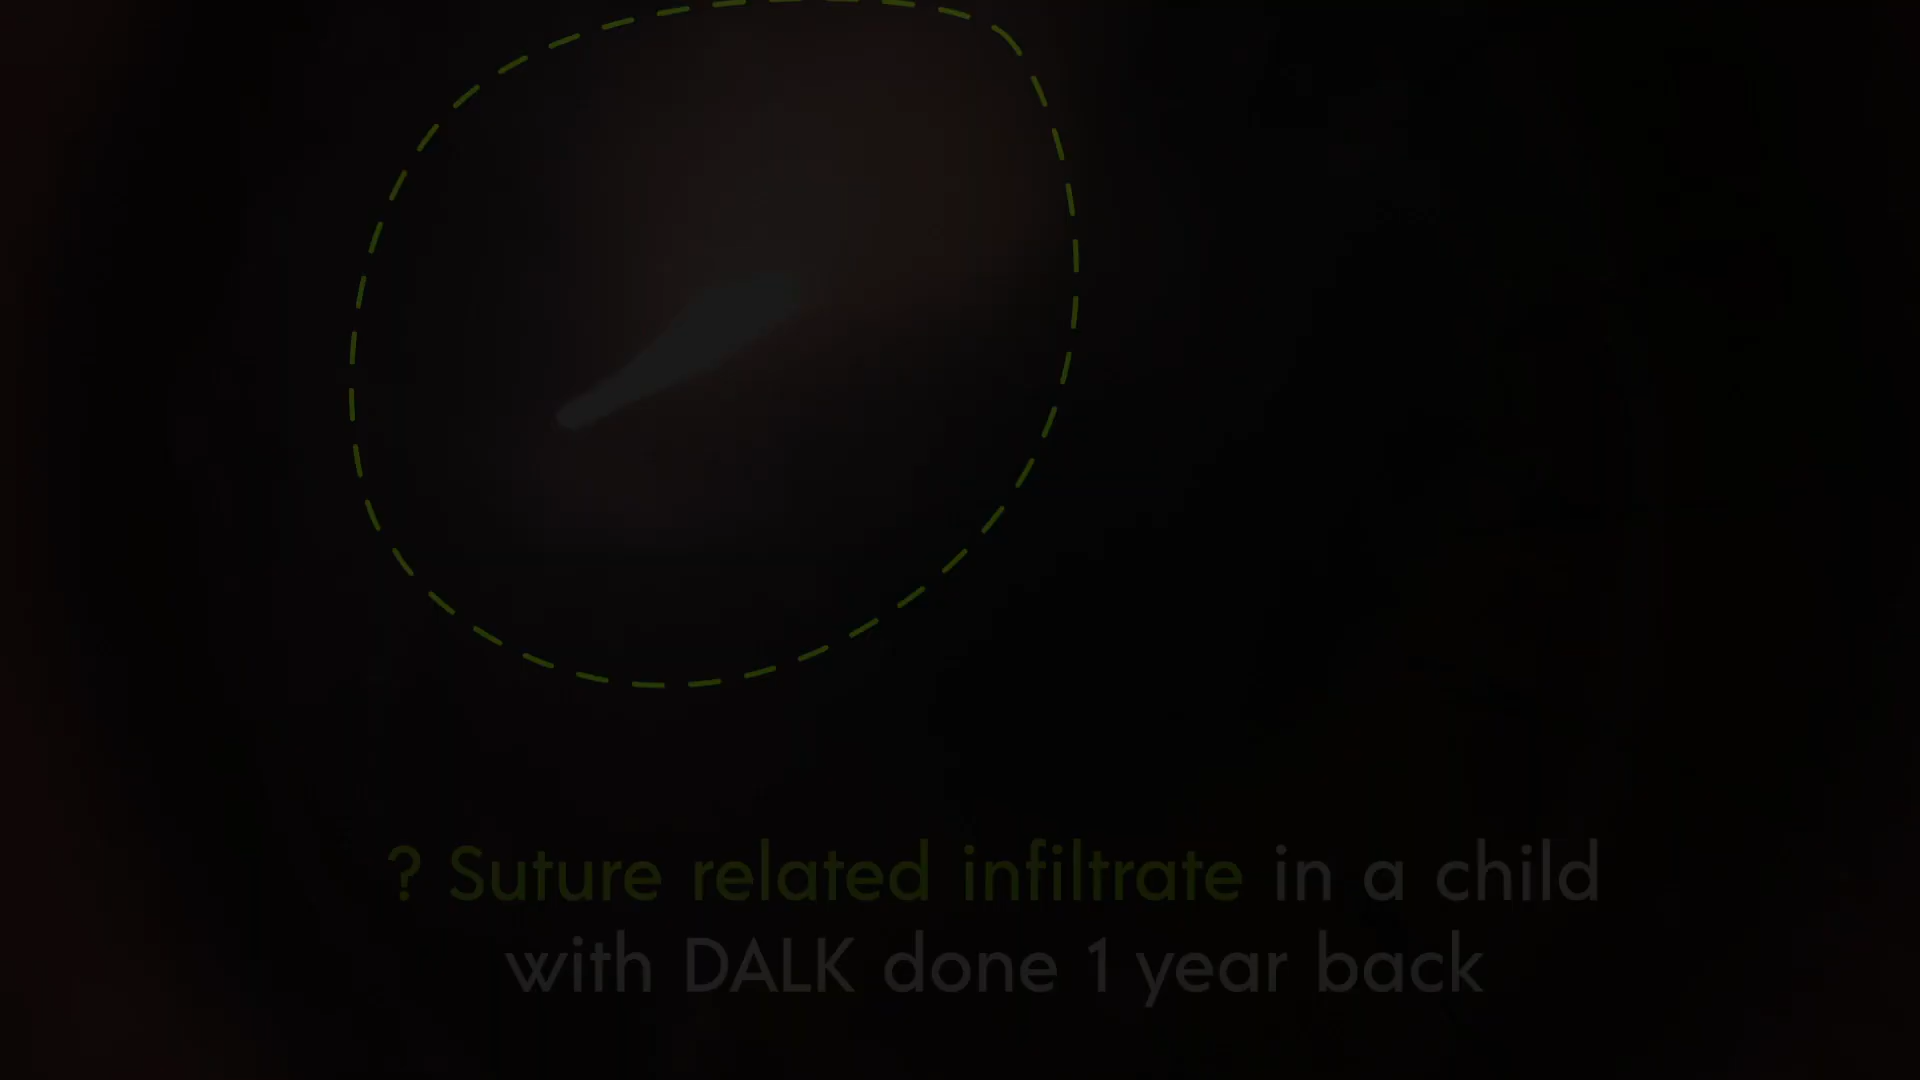 ? Suture related infiltrate in a child
with DALK done 1 year back